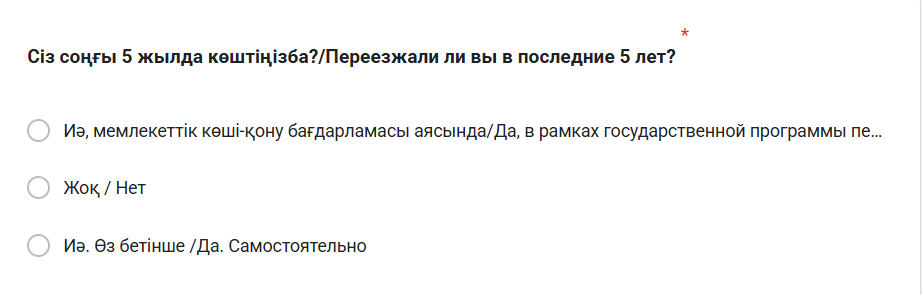 Сіз соңғы 5 жылда көштіңізба?/Переезжали ли вы в последние 5 лет? *
Иә, мемлекеттік көші-қону бағдарламасы аясында/Да, в рамках государственной программы пе...
Жоқ / Нет
Иә. Өз бетінше /Да. Самостоятельно